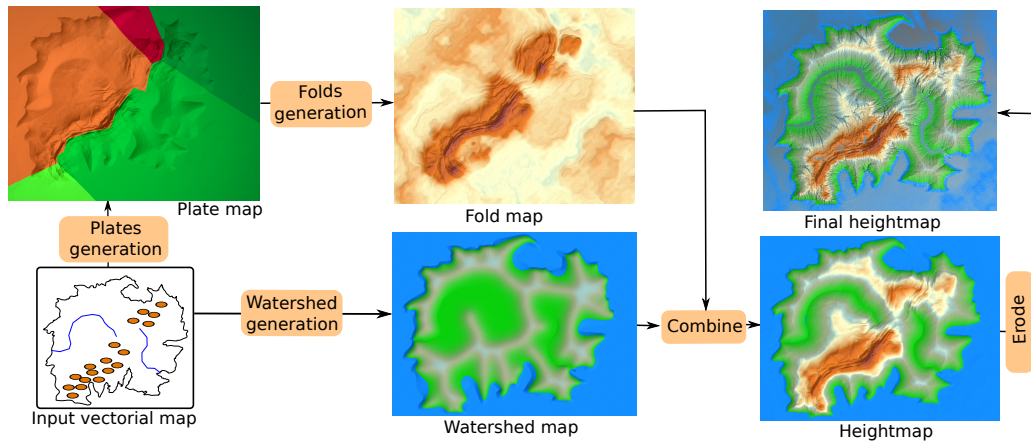 Folds
generation
Plate map
Fold map
Final heightmap
Plates
generation
Watershed
generation
Combine
Erode
Input vectorial map
Watershed map
Heightmap